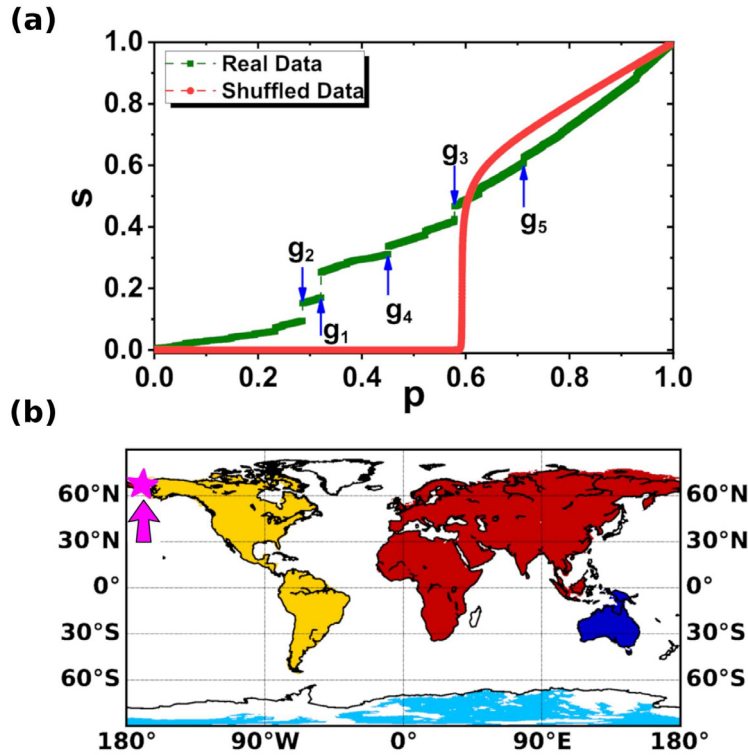 (a)
1.0
0.8
0.6
0.4
0.2
0.0
s
Real Data
Shuffled Data
g3
g2
g5
g4
g1
0.0 0.2 0.4 0.6 0.8 1.0
p
(b)
60°N 60°N
30°N 30°N
0° 0°
30°S 30°S
60°S 60°S
180° 90°W 0° 90°E 180°